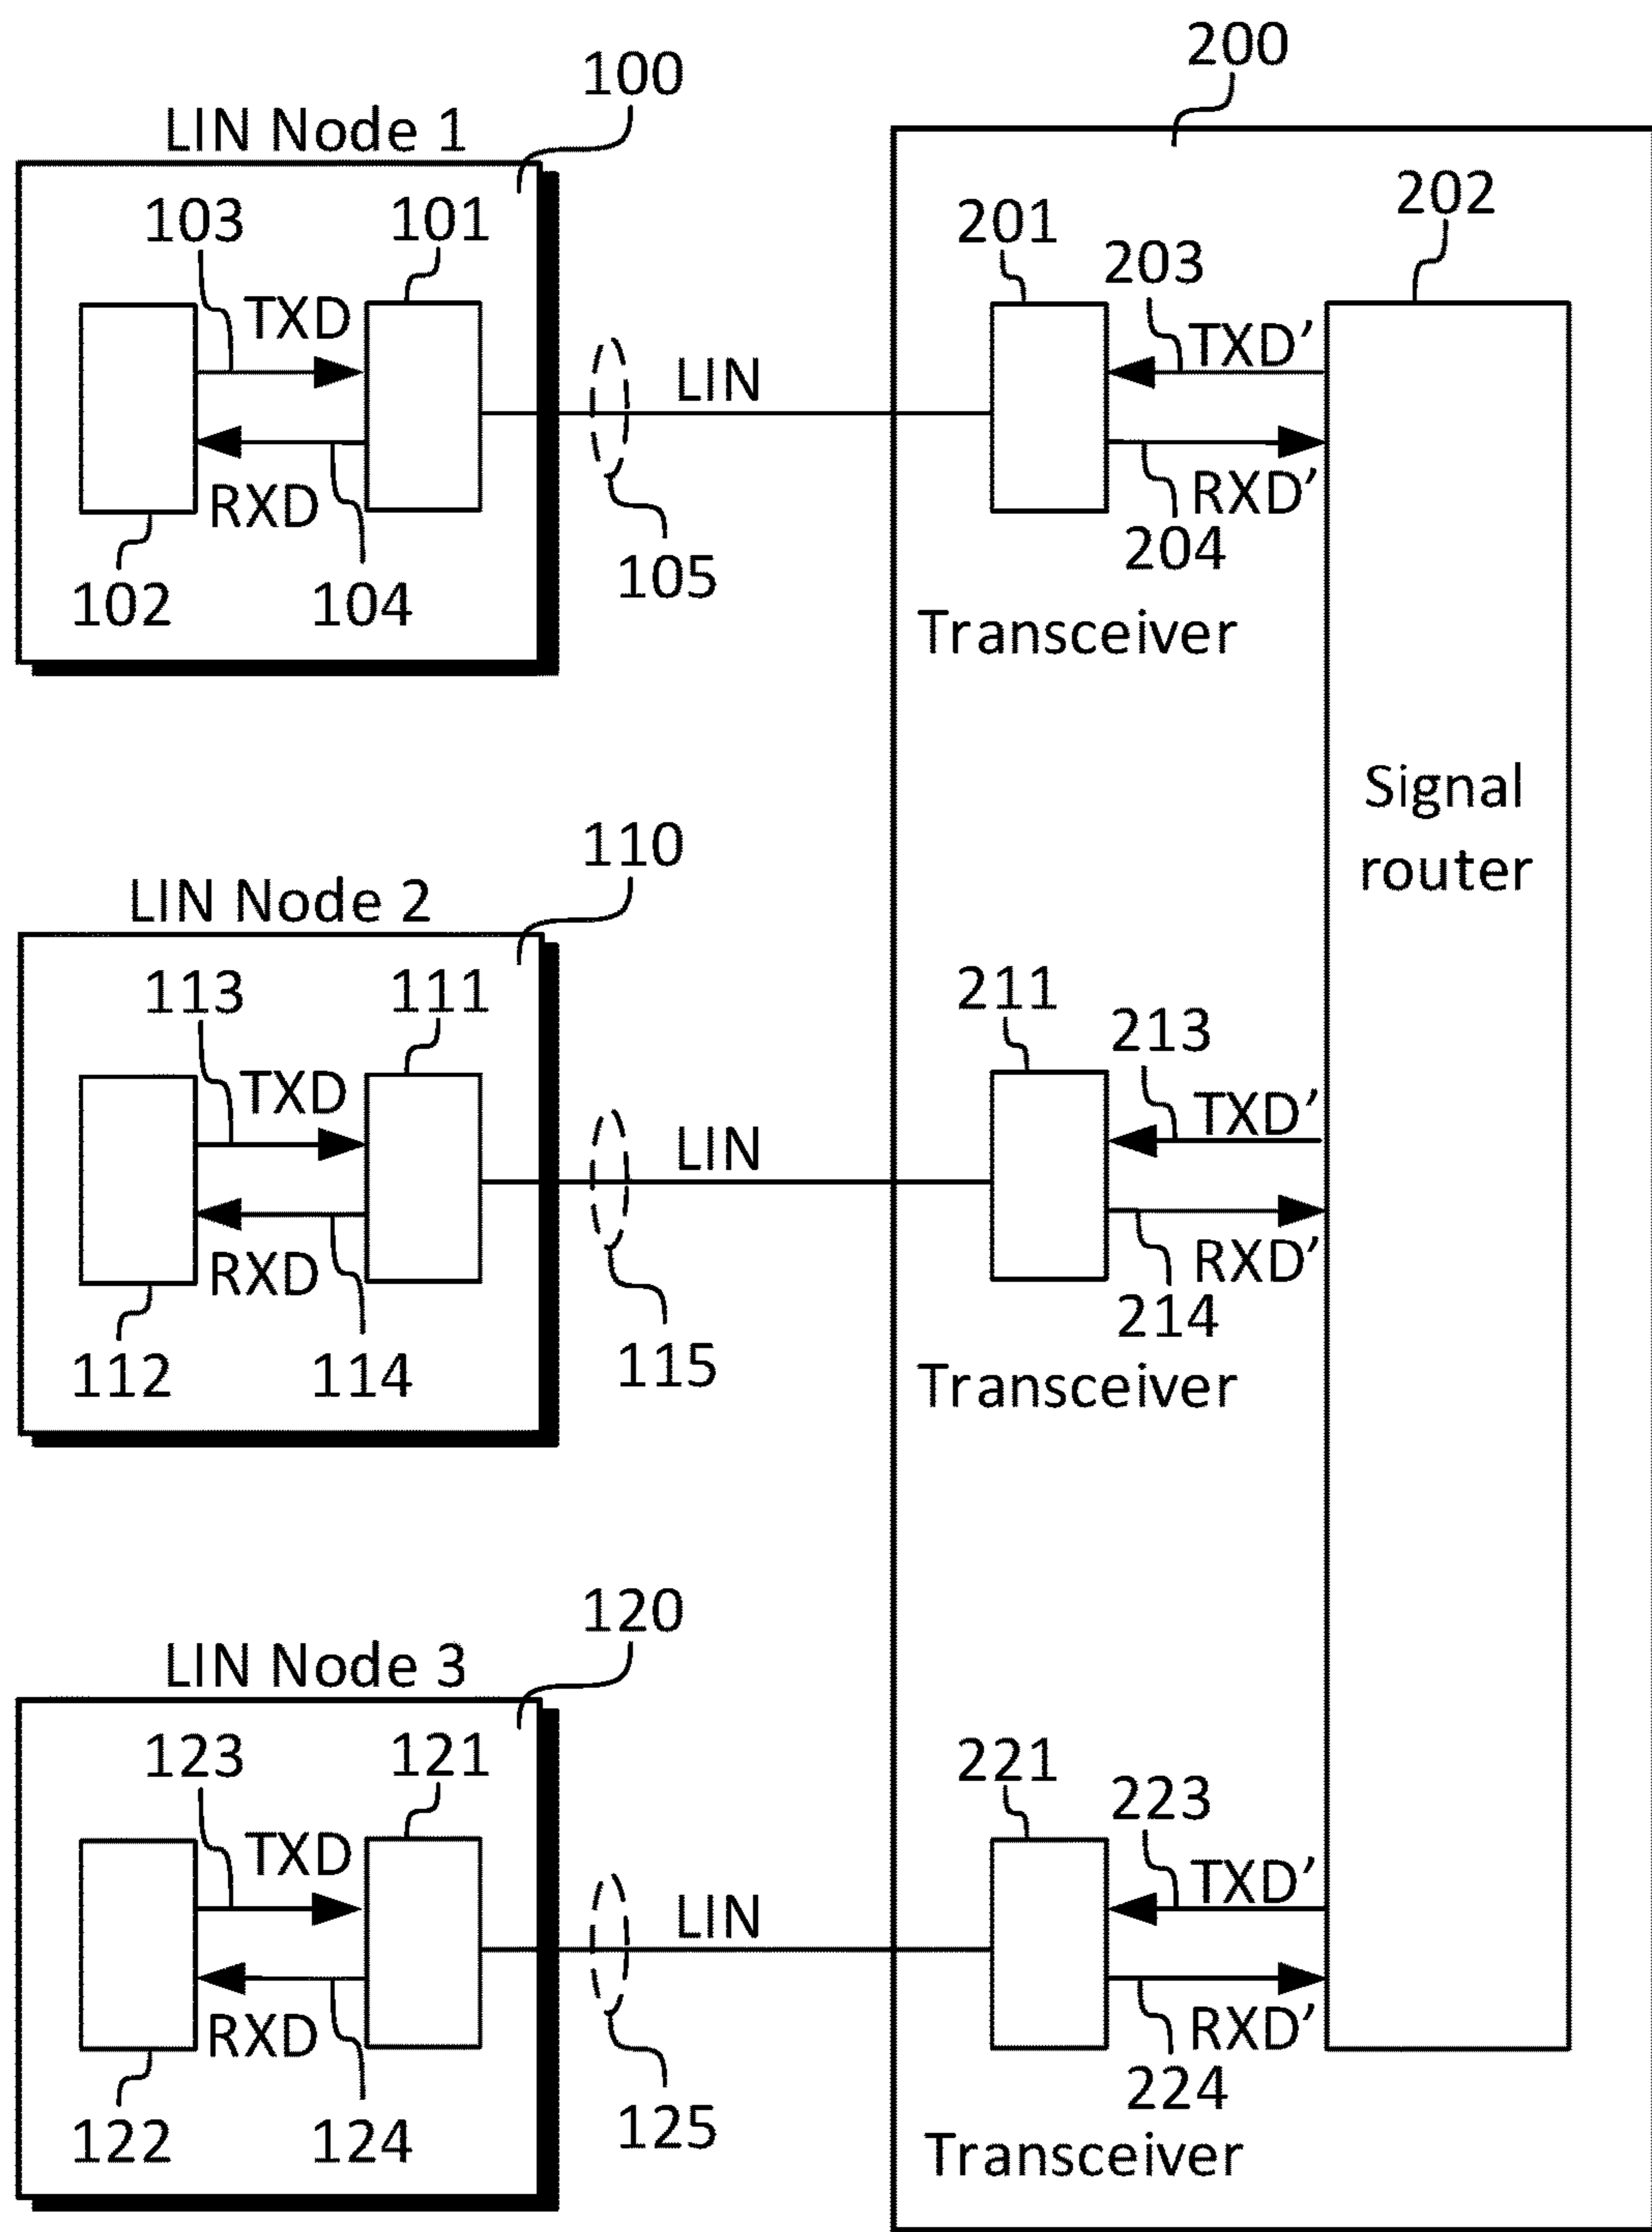 200
100
LIN Node 1
202
103
101
201
203
TXD
TXD’
LIN
RXD
RXD’
204
105
102
104
Transceiver
Signal
router
110
LIN Node 2
113
111
211
213
TXD
TXD’
LIN
RXD
RXD’
214
112
114
115
Transceiver
120
LIN Node 3
123
121
221
223
TXD
TXD’
LIN
RXD
RXD’
224
122
124
125
Transceiver